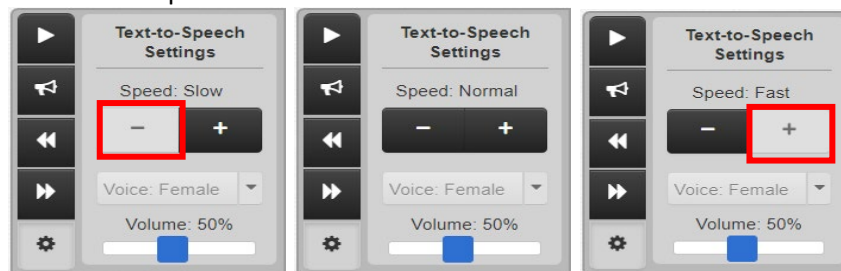 Text-to-Speech
Settings
Speed: Slow
− +
Voice: Female
Volume: 50%
Text-to-Speech
Settings
Speed: Normal
− +
Voice: Female
Volume: 50%
Text-to-Speech
Settings
Speed: Fast
− +
Voice: Female
Volume: 50%